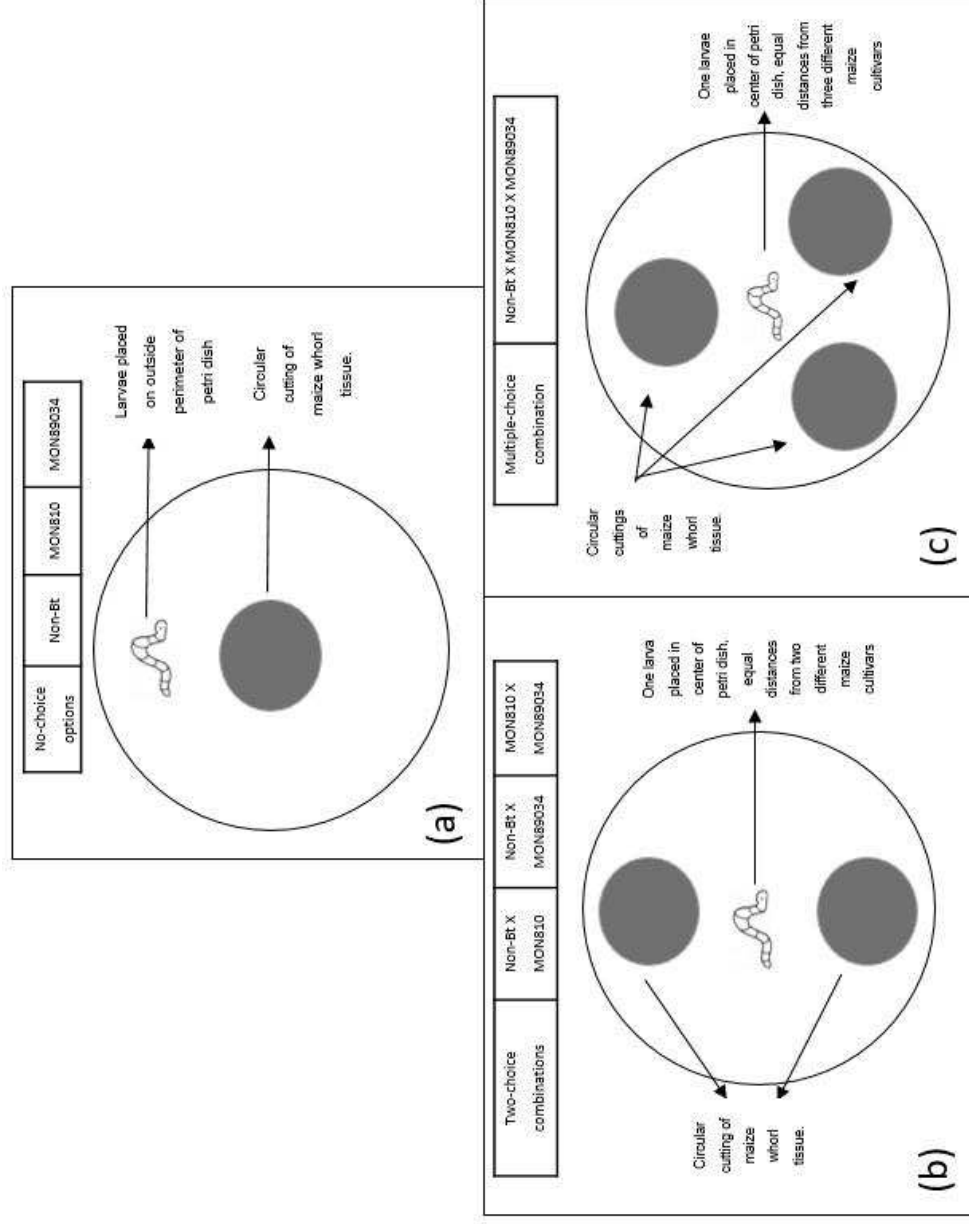 No-choice
options
Non-Bt
MON810
MON89034
Larvae placed
on outside
perimeter of
petri dish
Circular
cutting of
maize whorl
tissue.
(a)
Two-choice
combinations
Non-Bt X
MON810
Non-Bt X
MON89034
MON810 X
MON89034
One larva
placed in
center of
petri dish,
equal
distances
from two
different
maize
cultivars
Circular
cutting of
maize
whorl
tissue.
(b)
Multiple-choice
combination
Non-Bt X MON810 X MON89034
One larvae
placed in
center of petri
dish, equal
distances from
three different
maize
cultivars
Circular
cuttings
of
maize
whorl
tissue.
(c)